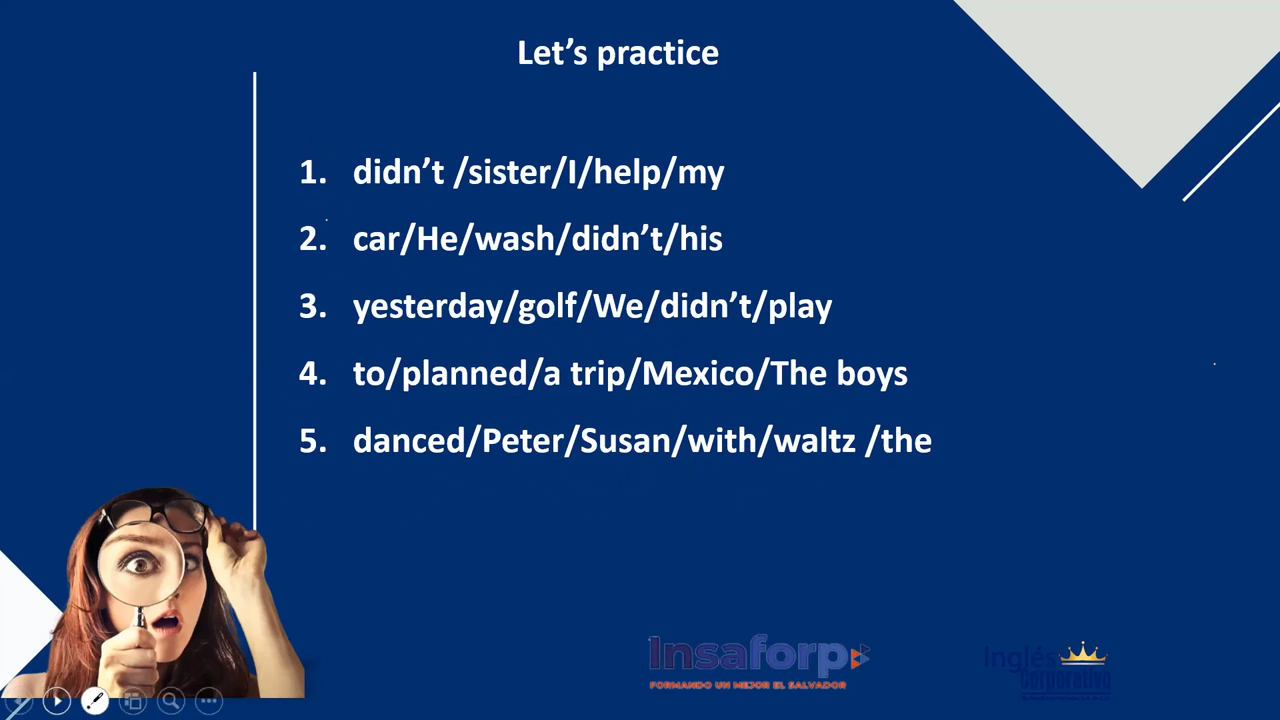 Let’s practice
1. didn’t /sister/I/help/my
2. car/He/wash/didn’t/his
3. yesterday/golf/We/didn’t/play
4. to/planned/a trip/Mexico/The boys
5. danced/Peter/Susan/with/waltz /the
Insaforp
FORMANDO UN MEJOR EL SALVADOR
Inglés
Corporativo